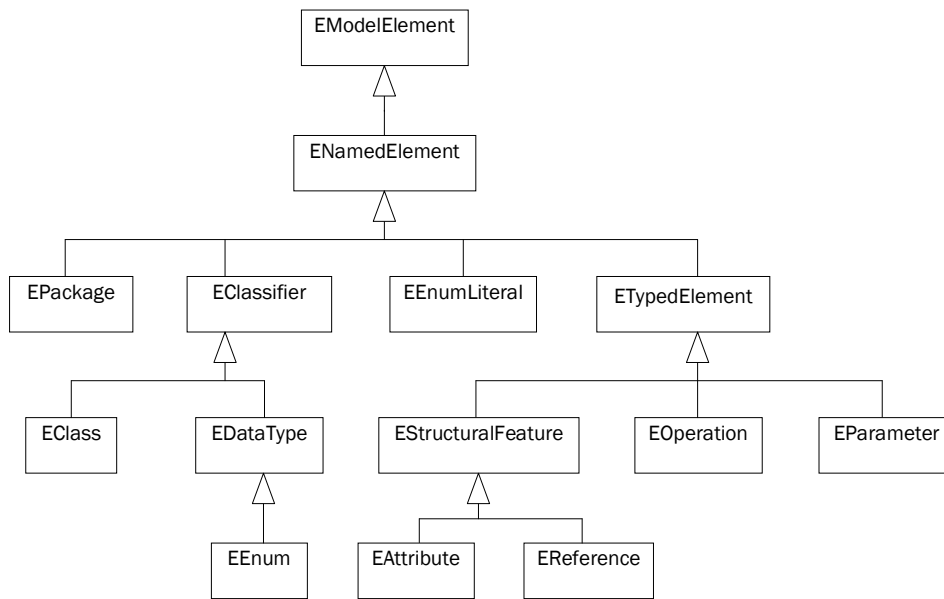 EModelElement
ENamedElement
EPackage
EClassifier
EEnumLiteral
ETypedElement
EClass
EDataType
EStructuralFeature
EOperation
EParameter
EEnum
EAttribute
EReference